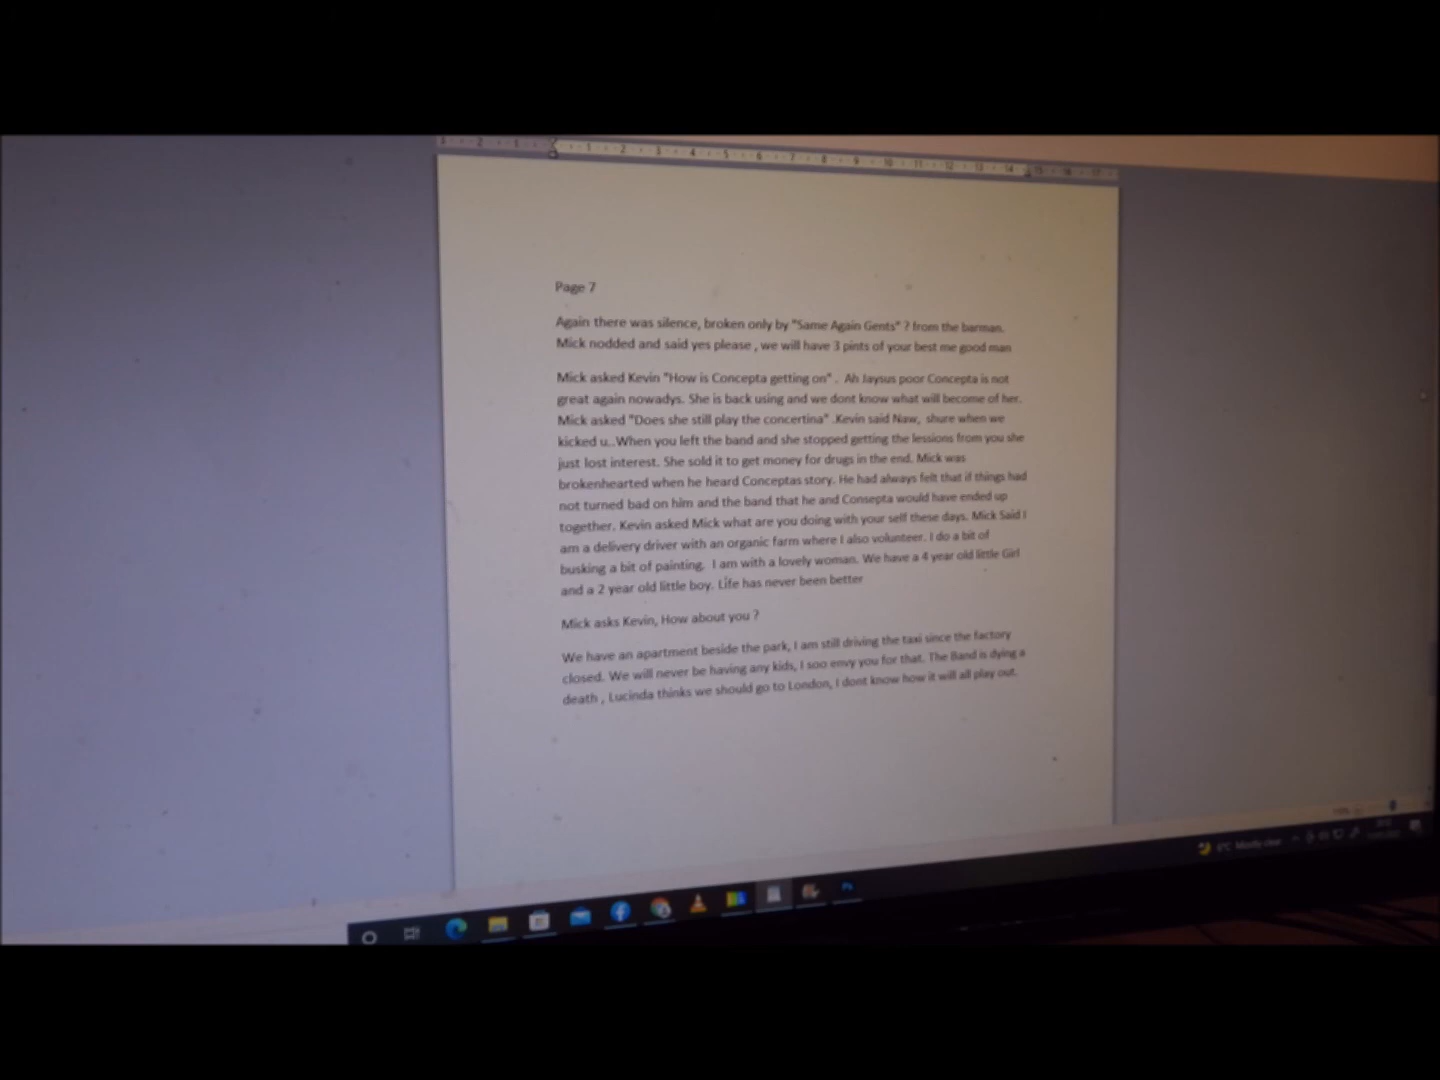 Page 7
Again there was silence, broken only by "Same Again Gents" ? from the barman.
Mick nodded and said yes please , we will have 3 pints of your best me good man
Mick asked Kevin "How is Concepta getting on" .  Ah Jaysus poor Concepta is not
great again nowadys. She is back using and we dont know what will become of her.
Mick asked "Does she still play the concertina" .Kevin said Naw,  shure when we
kicked u..When you left the band and she stopped getting the lessions from you she
just lost interest. She sold it to get money for drugs in the end. Mick was
brokenhearted when he heard Conceptas story. He had always felt that if things had
not turned bad on him and the band that he and Consepta would have ended up
together. Kevin asked Mick what are you doing with your self these days. Mick Said I
am a delivery driver with an organic farm where I also volunteer. I do a bit of
busking a bit of painting.  I am with a lovely woman. We have a 4 year old little Girl
and a 2 year old little boy. Life has never been better
Mick asks Kevin, How about you ?
We have an apartment beside the park, I am still driving the taxi since the factory
closed. We will never be having any kids, I soo envy you for that. The Band is dying a
death , Lucinda thinks we should go to London, I dont know how it will all play out.
Mostly clear